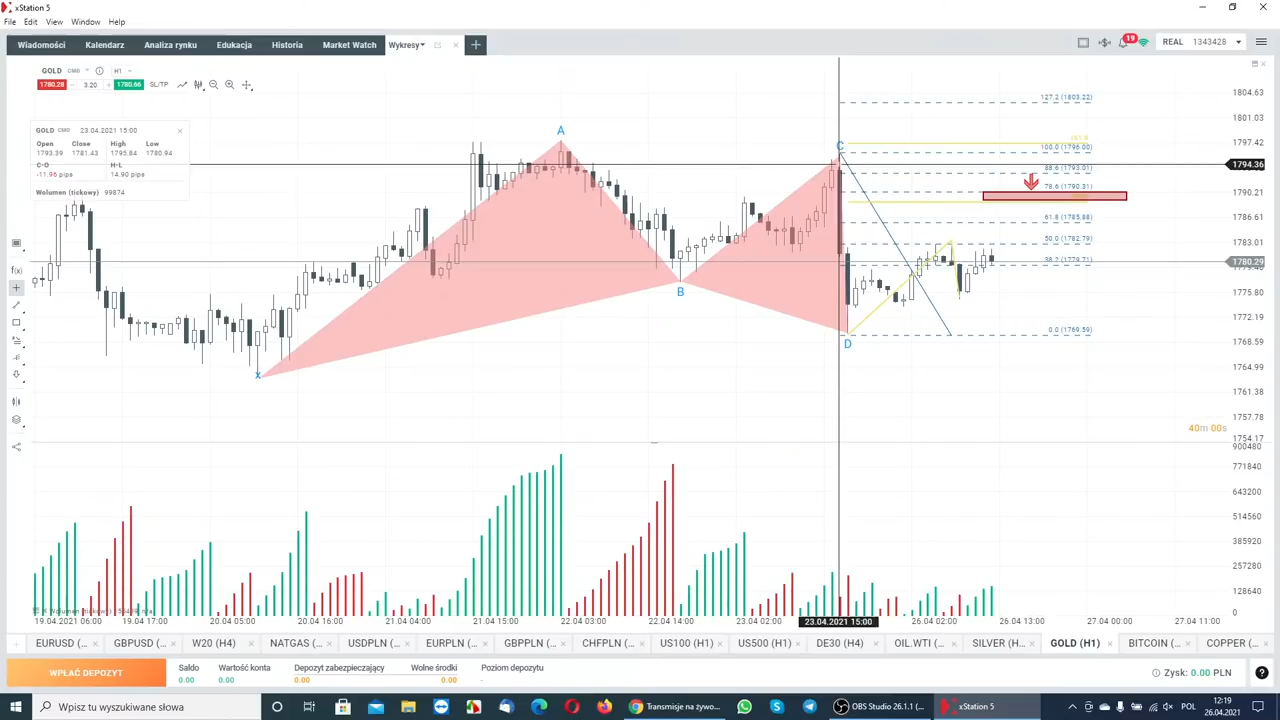 xStation 5
File Edit View Window Help
Wiadomości Kalendarz Analiza rynku Edukacja Historia Market Watch Wykresy
19 REAL 1343428
GOLD CMD H1
1780.28 3.20 1780.66 SL/TP
GOLD CMD 23.04.2021 15:00
Open Close High Low
1793.39 1781.43 1795.84 1780.94
C-O H-L
-11.96 pips 14.90 pips
Wolumen (tickowy) 99874
A
B
C
D
X
127.2 (1803.22)
161.8
100.0 (1796.00)
88.6 (1793.01)
78.6 (1790.31)
61.8 (1785.88)
50.0 (1782.79)
38.2 (1779.71)
0.0 (1769.59)
1804.63
1801.03
1797.42
1794.36
1790.21
1786.61
1783.01
1780.29
1775.80
1772.19
1768.59
1764.99
1761.38
1757.78
1754.17
40m 00s
900480
771840
643200
514560
385920
257280
128640
0
19.04.2021 06:00 19.04 17:00 20.04 05:00 20.04 16:00 21.04 04:00 21.04 15:00 22.04 03:00 22.04 14:00 23.04 02:00 23.04.2021 15:00 26.04 02:00 26.04 13:00 27.04 00:00 27.04 11:00
EURUSD (... GBPUSD (... W20 (H4) NATGAS (... USDPLN (... EURPLN (... GBPPLN (... CHFPLN (... US100 (H1) US500 (H1) DE30 (H4) OIL.WTI (... SILVER (H... GOLD (H1) BITCOIN (... COPPER (...
WPŁAĆ DEPOZYT
Saldo Wartość konta Depozyt zabezpieczający Wolne środki Poziom depozytu
0.00 0.00 0.00 0.00 -
Zysk: 0.00 PLN
Wpisz tu wyszukiwane słowa
Transmisje na żywo... OBS Studio 26.1.1 (... xStation 5
POL 12:19
26.04.2021